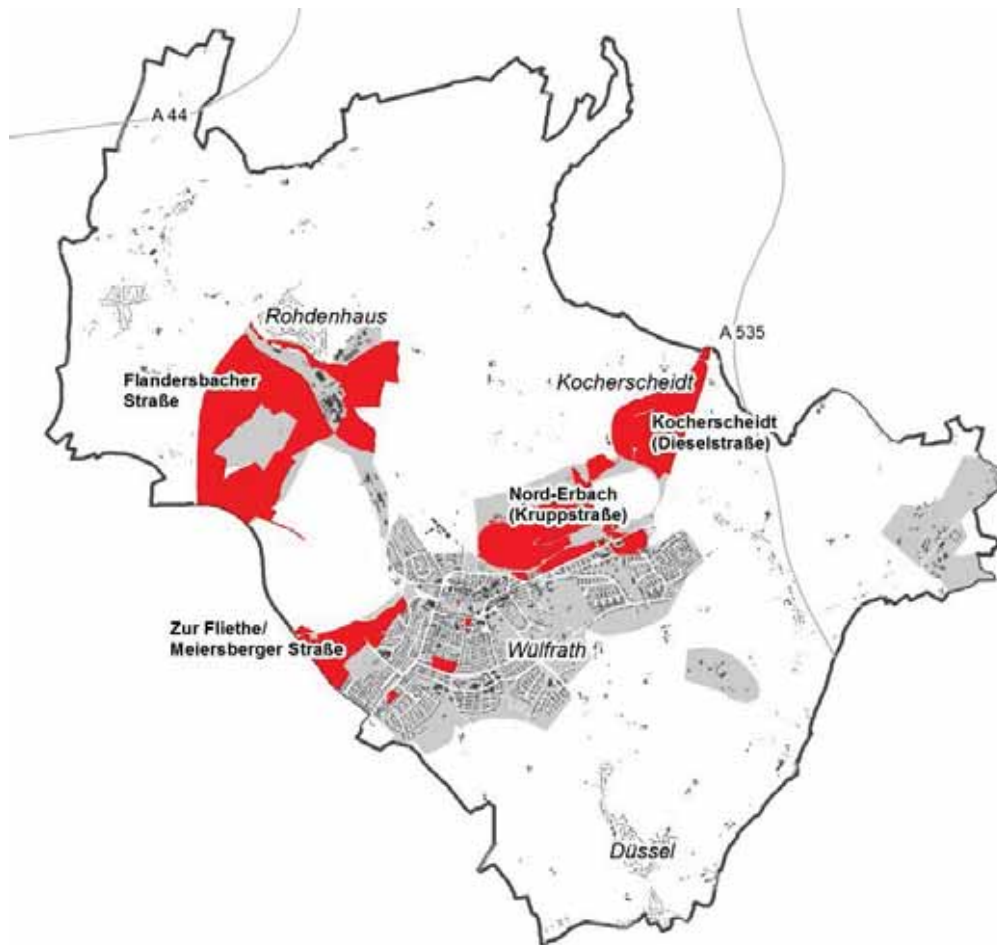 A 44
Rohdenhaus
A 535
Flandersbacher
Straße
Kocherscheidt
Kocherscheidt
(Dieselstraße)
Nord-Erbach
(Kruppstraße)
Zur Fliethe/
Meiersberger Straße
Wülfrath
Düssel